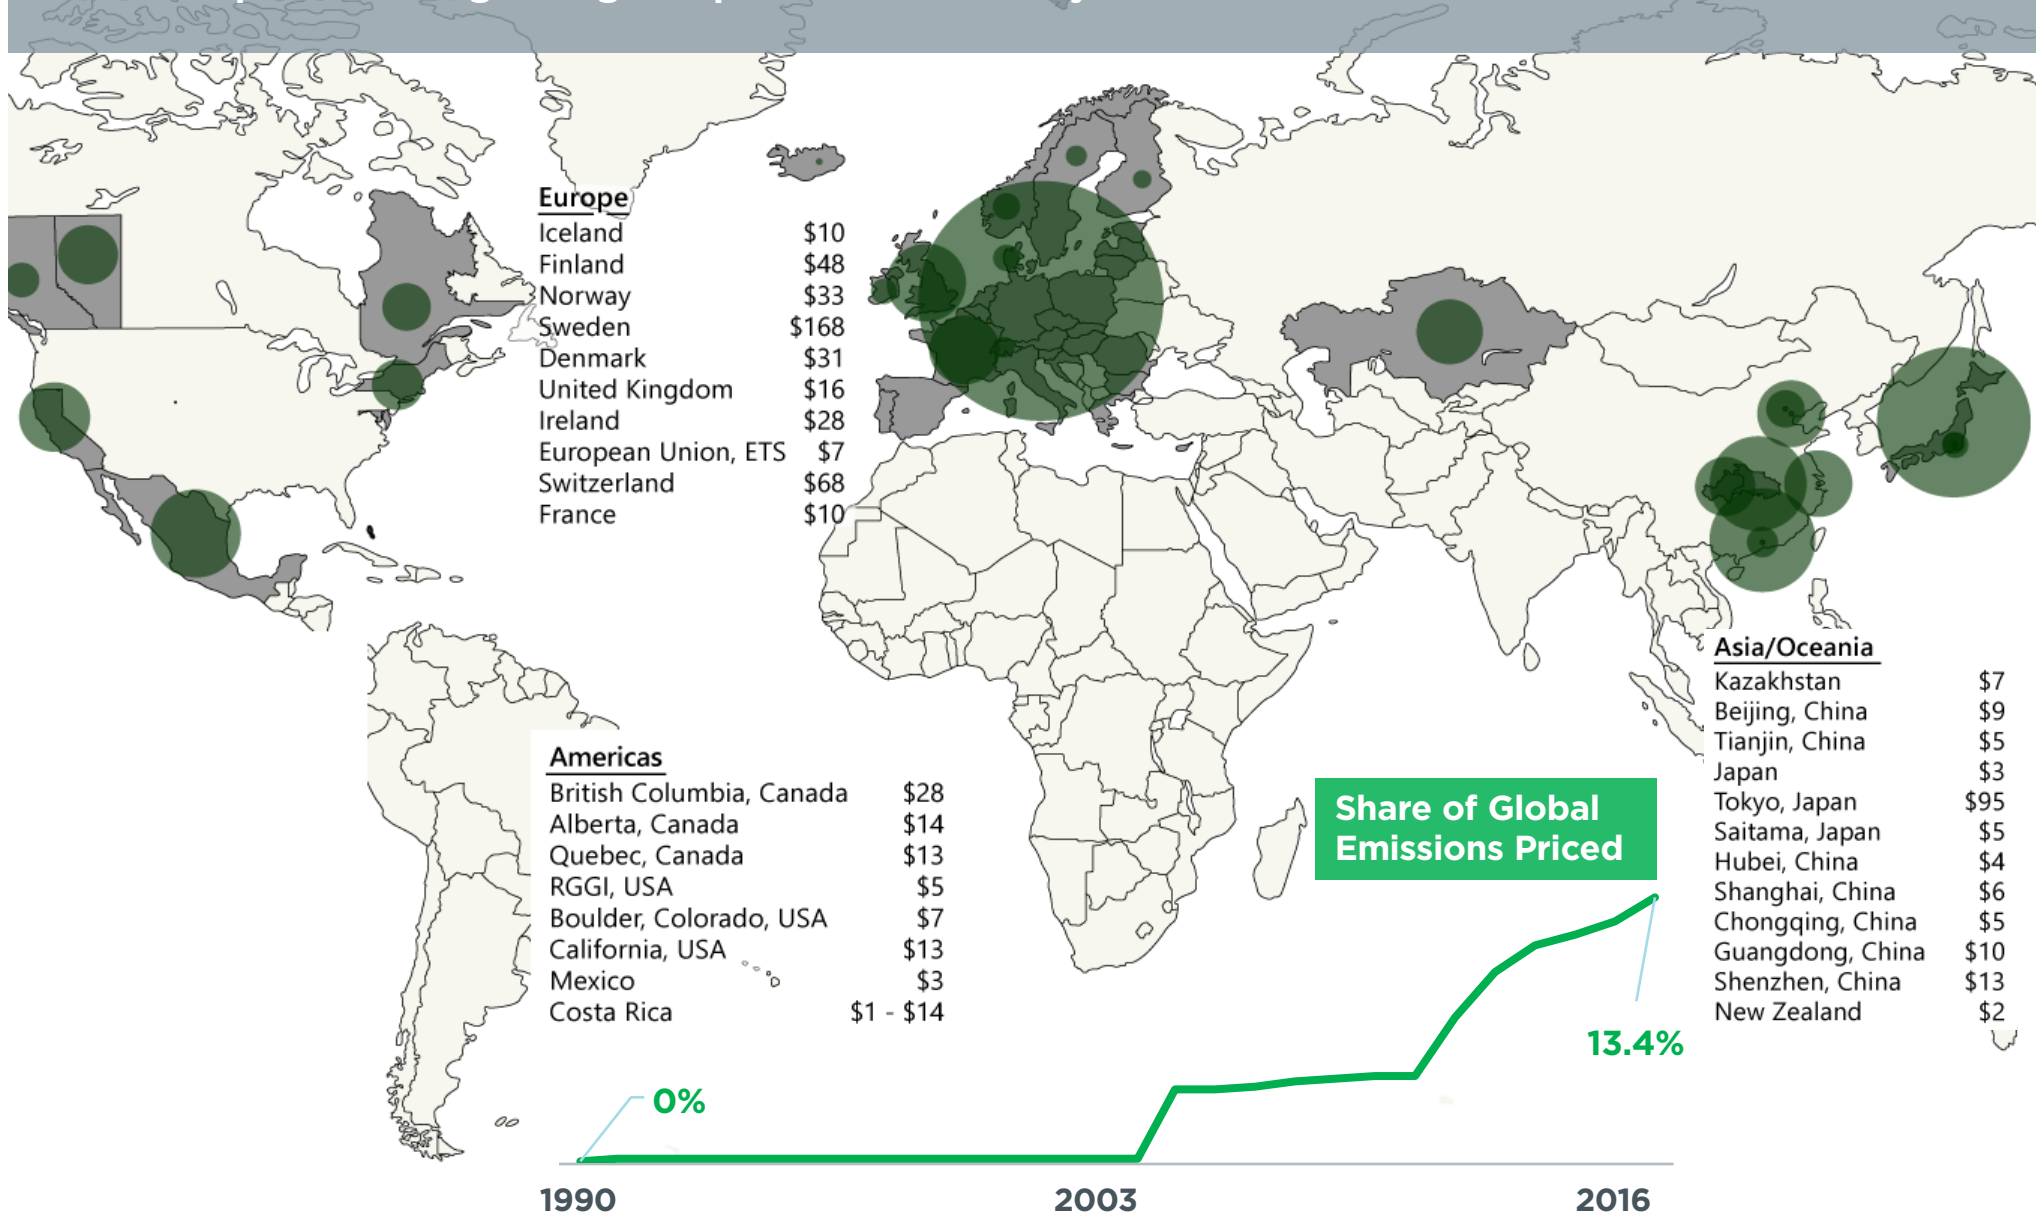 Europe
Iceland $10
Finland $48
Norway $33
Sweden $168
Denmark $31
United Kingdom $16
Ireland $28
European Union, ETS $7
Switzerland $68
France $10
Americas
British Columbia, Canada $28
Alberta, Canada $14
Quebec, Canada $13
RGGI, USA $5
Boulder, Colorado, USA $7
California, USA $13
Mexico $3
Costa Rica $1 - $14
Asia/Oceania
Kazakhstan $7
Beijing, China $9
Tianjin, China $5
Japan $3
Tokyo, Japan $95
Saitama, Japan $5
Hubei, China $4
Shanghai, China $6
Chongqing, China $5
Guangdong, China $10
Shenzhen, China $13
New Zealand $2
Share of Global
Emissions Priced
13.4%
0%
1990 2003 2016